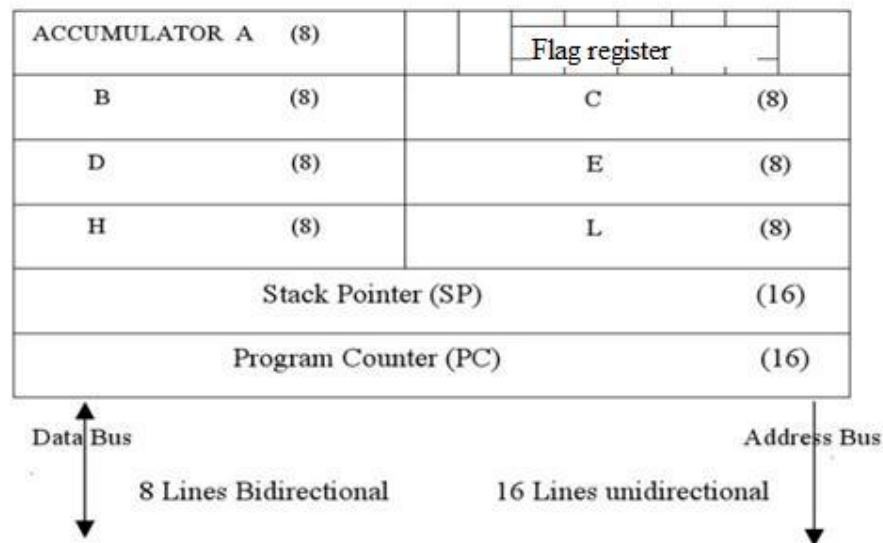 ACCUMULATOR A (8) Flag register
B (8) C (8)
D (8) E (8)
H (8) L (8)
Stack Pointer (SP) (16)
Program Counter (PC) (16)
Data Bus Address Bus
8 Lines Bidirectional 16 Lines unidirectional